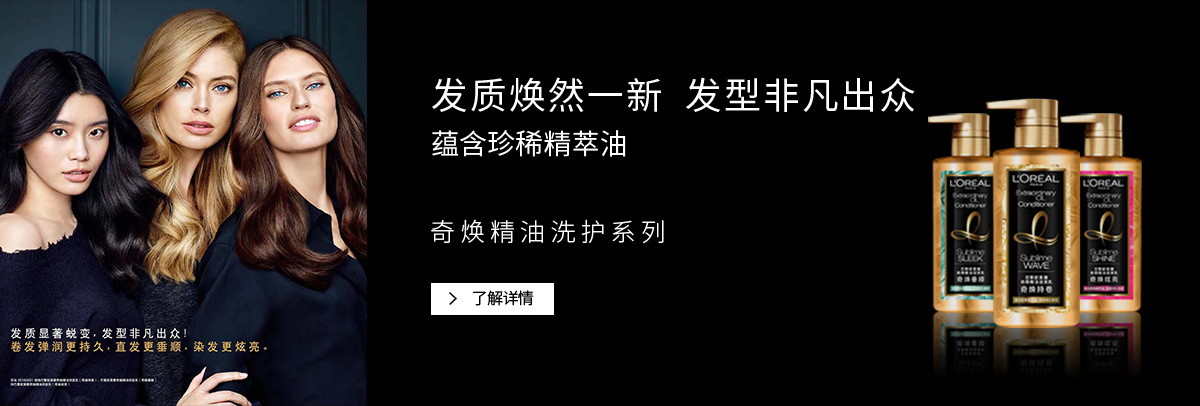 发质焕然一新 发型非凡出众
蕴含珍稀精萃油
奇焕精油洗护系列
了解详情
发质显著蜕变,发型非凡出众!
卷发弹润更持久,直发更垂顺,染发更炫亮。
L'ORÉAL
PARIS
Extraordinary
OIL
Conditioner
Sublime
SLEEK
奇焕垂顺
L'ORÉAL
PARIS
Extraordinary
OIL
Conditioner
Sublime
WAVE
奇焕持卷
L'ORÉAL
PARIS
Extraordinary
OIL
Conditioner
Sublime
SHINE
奇焕炫亮